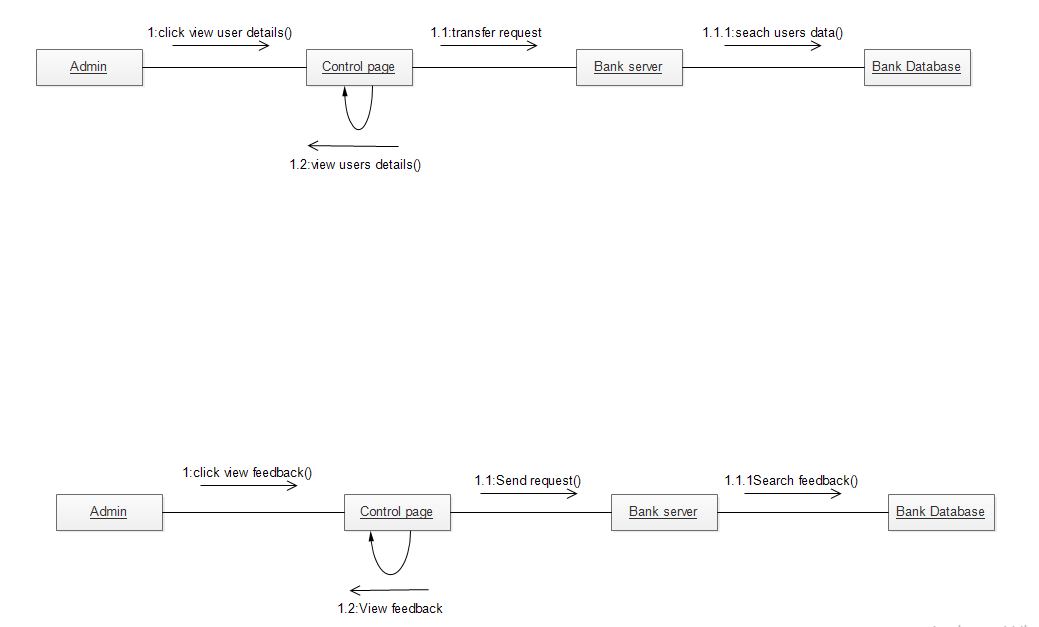 1:click view user details()
1.1:transfer request
1.1.1:seach users data()
Admin
Control page
Bank server
Bank Database
1.2:view users details()
1:click view feedback()
1.1:Send request()
1.1.1Search feedback()
Admin
Control page
Bank server
Bank Database
1.2:View feedback